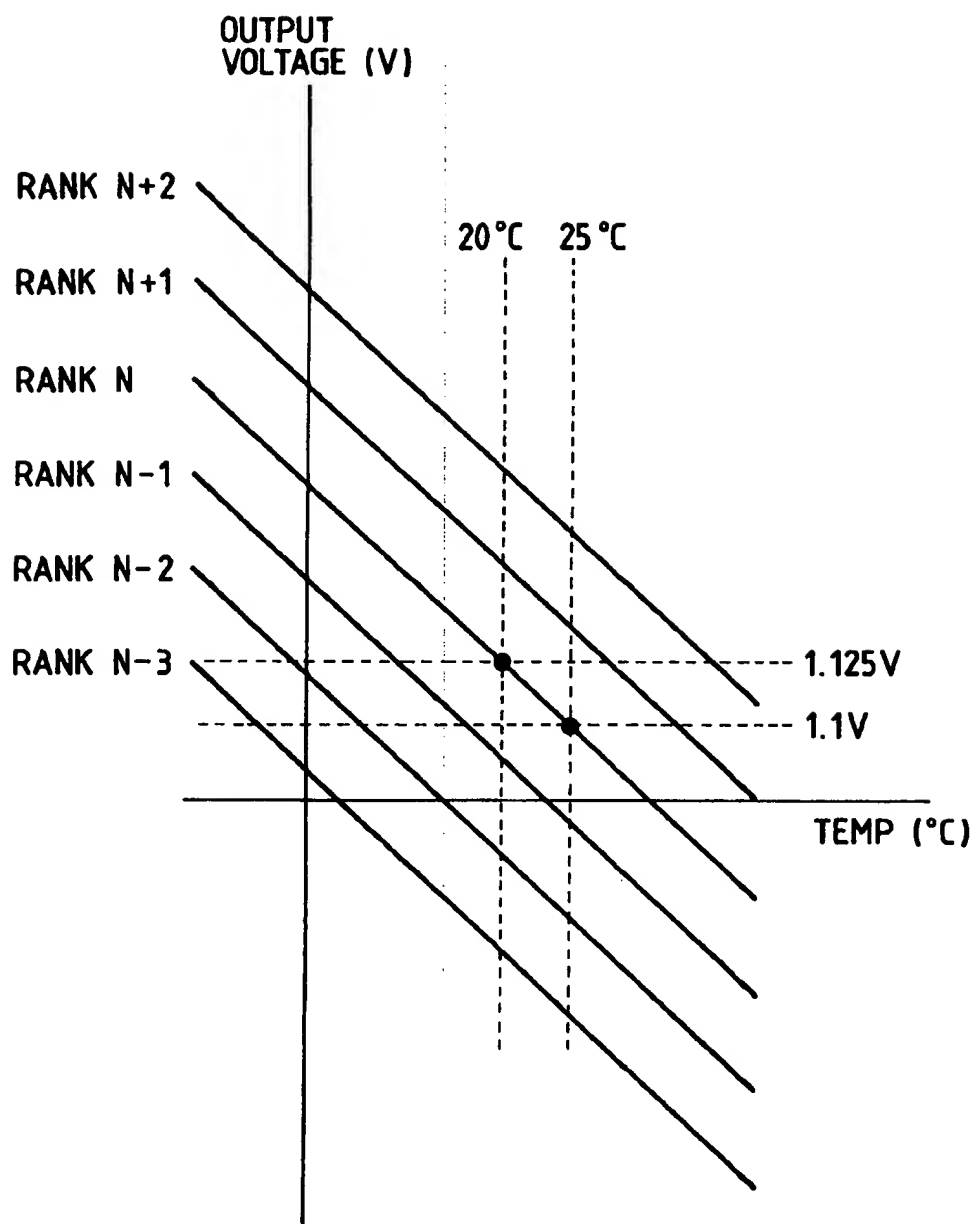 OUTPUT
VOLTAGE (V)
RANK N+2
20°C 25°C
RANK N+1
RANK N
RANK N-1
RANK N-2
RANK N-3
1.125V
1.1V
TEMP (°C)